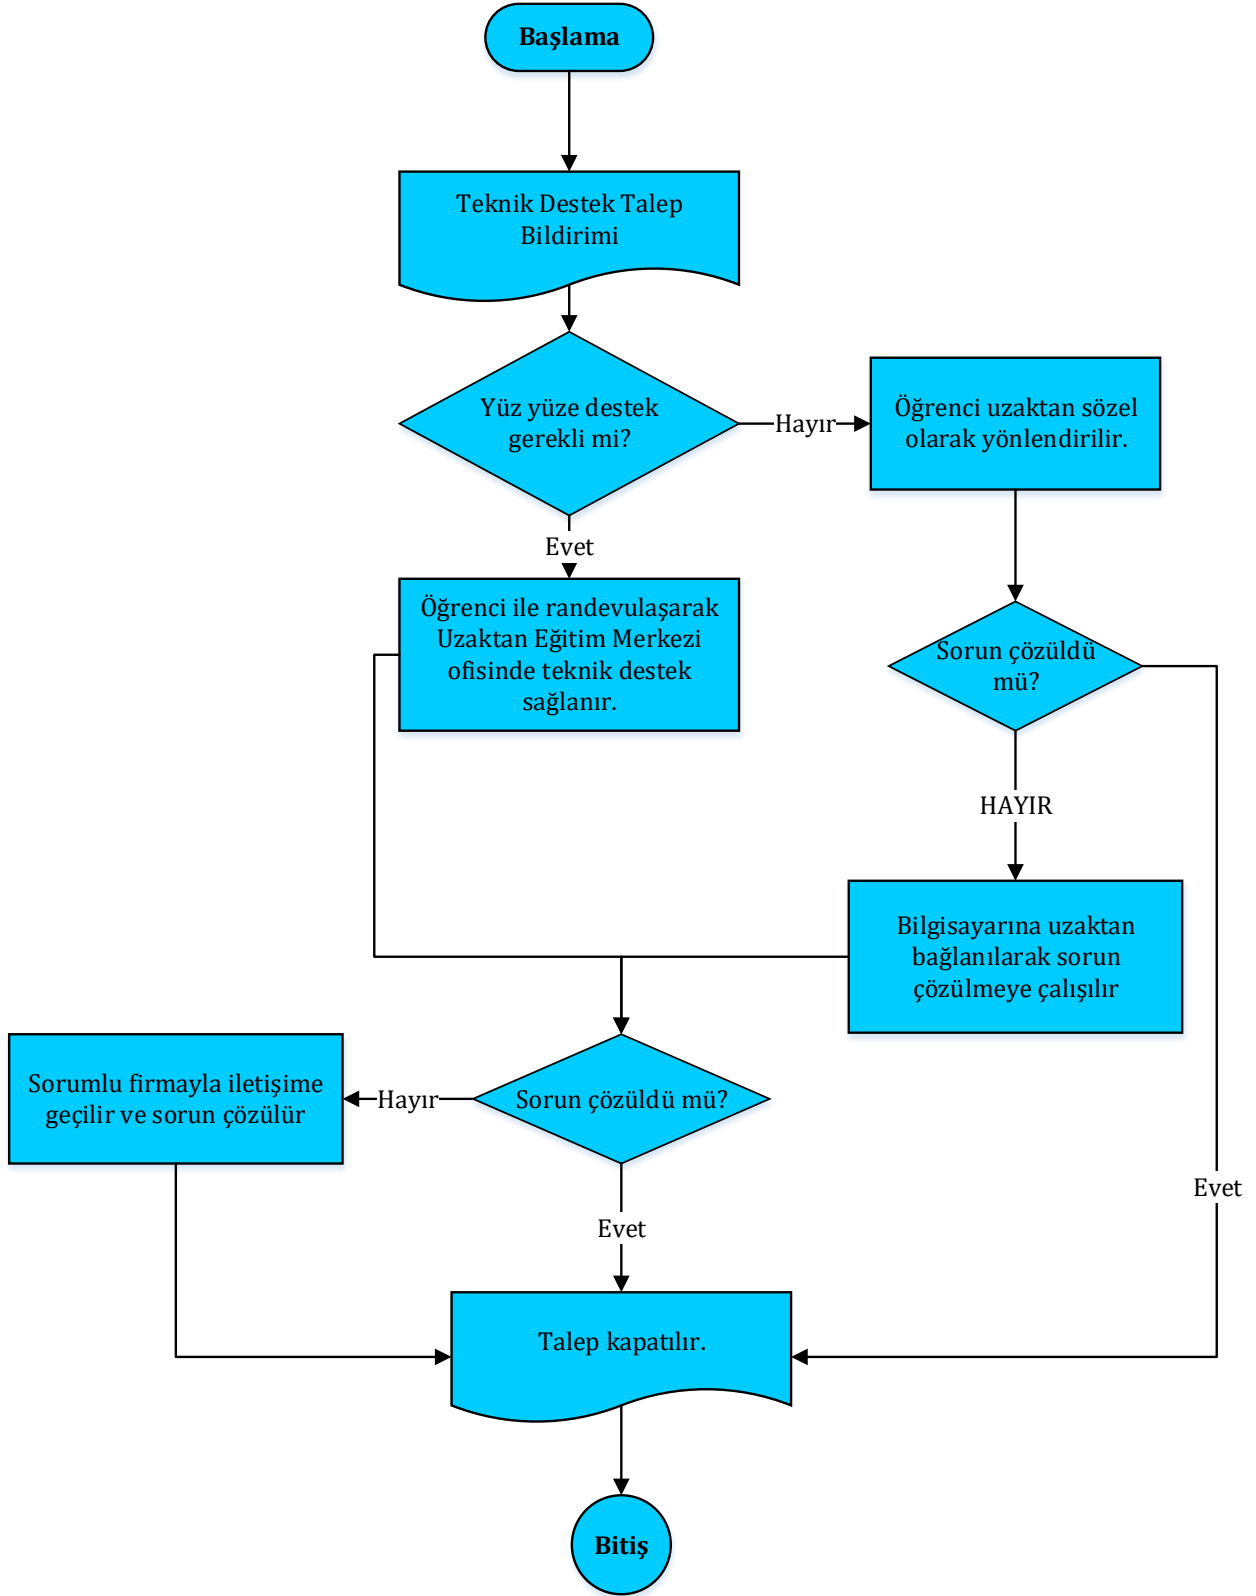 Başlama
Teknik Destek Talep
Bildirimi
Yüz yüze destek
gerekli mi?
Hayır
Öğrenci uzaktan sözel
olarak yönlendirilir.
Evet
Öğrenci ile randevulaşarak
Uzaktan Eğitim Merkezi
ofisinde teknik destek
sağlanır.
Sorun çözüldü
mü?
HAYIR
Bilgisayarına uzaktan
bağlanılarak sorun
çözülmeye çalışılır
Sorumlu firmayla iletişime
geçilir ve sorun çözülür
Hayır
Sorun çözüldü mü?
Evet
Evet
Talep kapatılır.
Bitiş